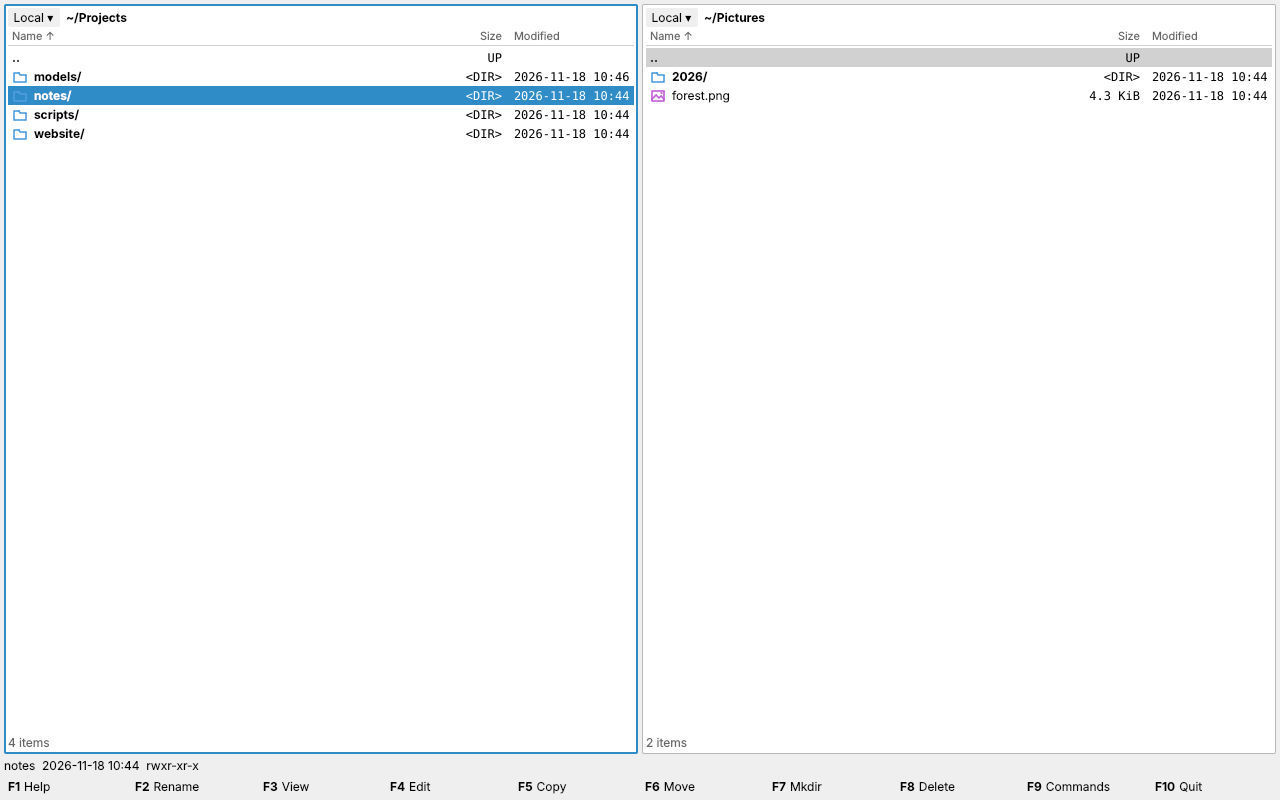 Local ▾ ~/Projects
Name ↑ Size Modified
.. UP
models/ <DIR> 2026-11-18 10:46
notes/ <DIR> 2026-11-18 10:44
scripts/ <DIR> 2026-11-18 10:44
website/ <DIR> 2026-11-18 10:44
4 items
Local ▾ ~/Pictures
Name ↑ Size Modified
.. UP
2026/ <DIR> 2026-11-18 10:44
forest.png 4.3 KiB 2026-11-18 10:44
2 items
notes 2026-11-18 10:44 rwxr-xr-x
F1 Help F2 Rename F3 View F4 Edit F5 Copy F6 Move F7 Mkdir F8 Delete F9 Commands F10 Quit